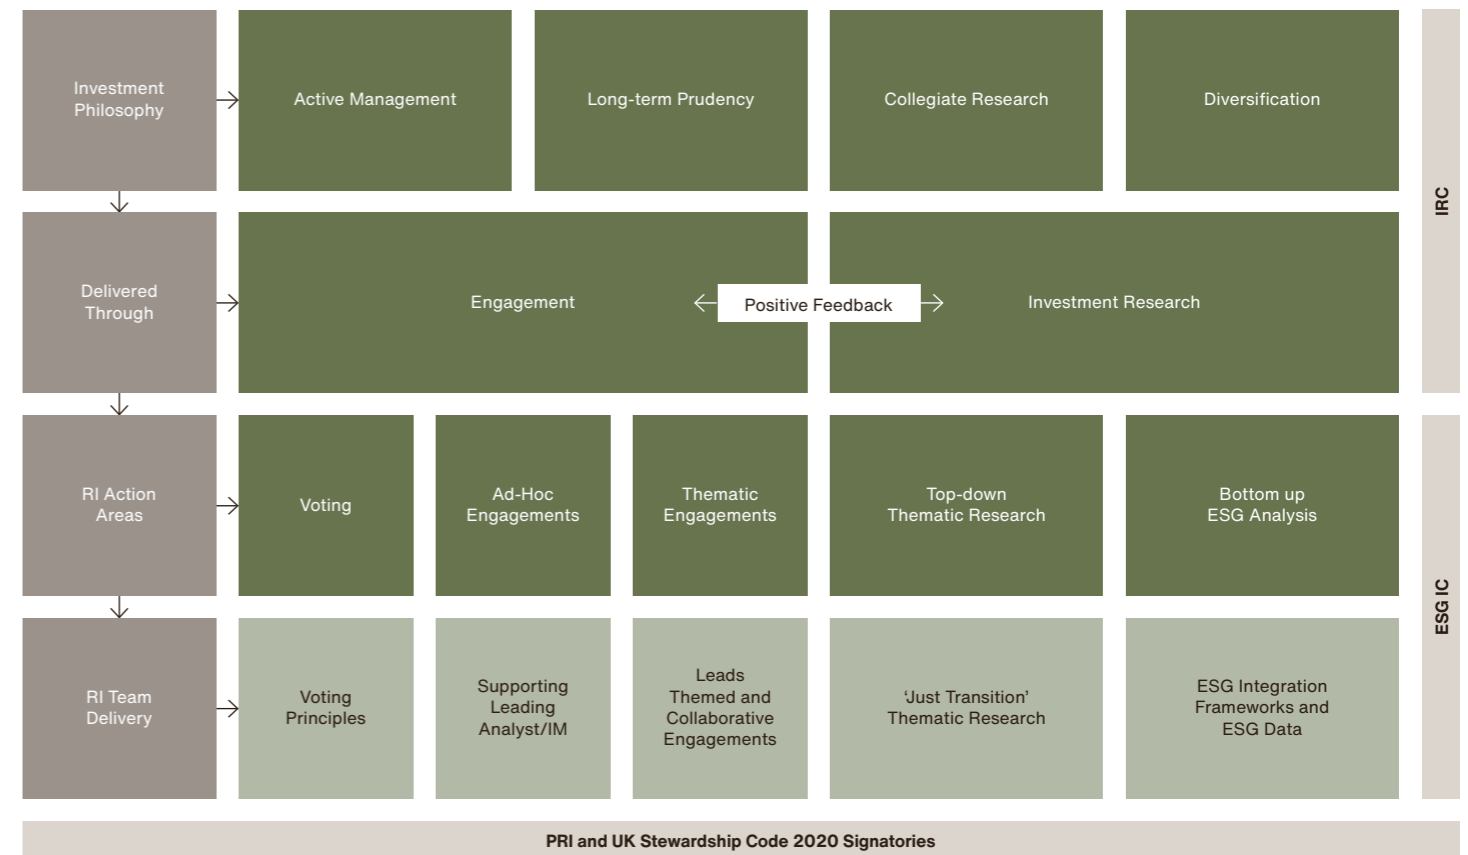 Investment
Philosophy
Active Management
Long-term Prudency
Collegiate Research
Diversification
IRC
Delivered
Through
Engagement
Positive Feedback
Investment Research
RI Action
Areas
Voting
Ad-Hoc
Engagements
Thematic
Engagements
Top-down
Thematic Research
Bottom up
ESG Analysis
ESG IC
RI Team
Delivery
Voting
Principles
Supporting
Leading
Analyst/IM
Leads
Themed and
Collaborative
Engagements
‘Just Transition’
Thematic Research
ESG Integration
Frameworks and
ESG Data
PRI and UK Stewardship Code 2020 Signatories